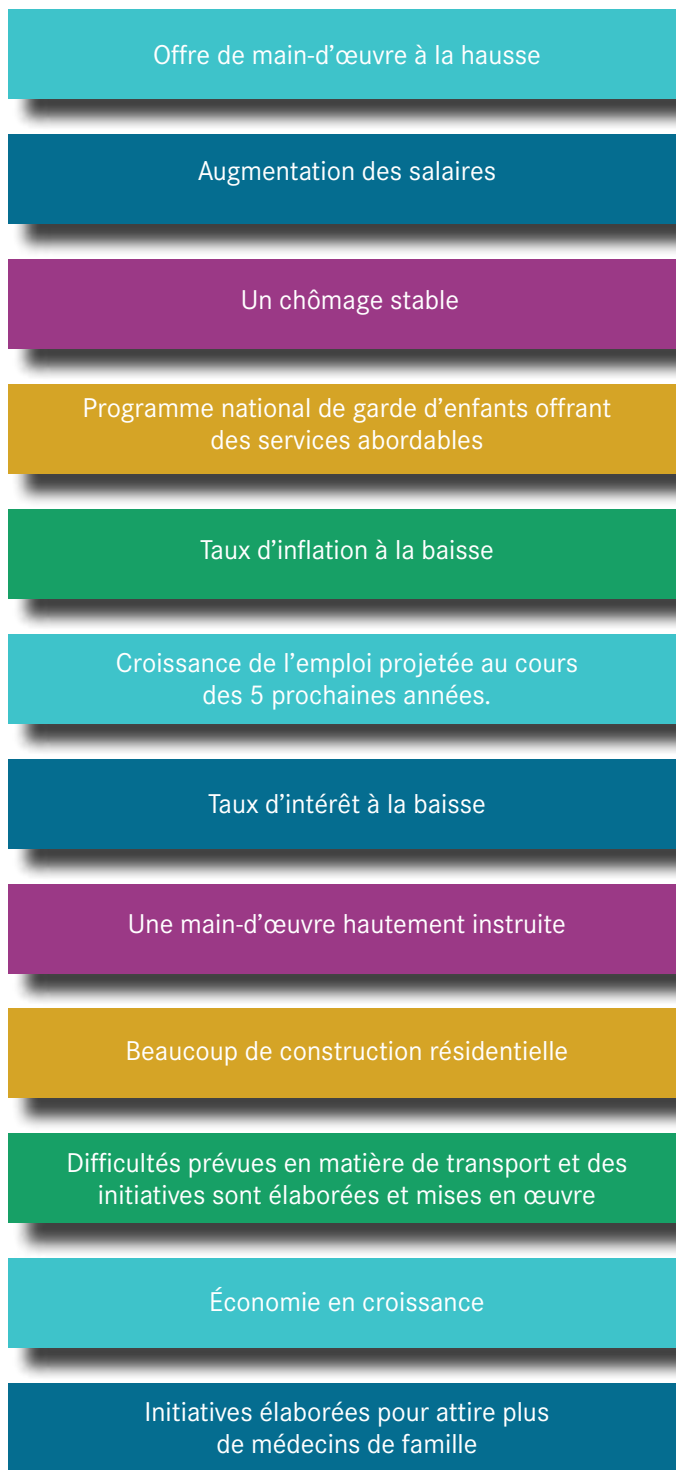 Offre de main-d’œuvre à la hausse
Augmentation des salaires
Un chômage stable
Programme national de garde d’enfants offrant
des services abordables
Taux d’inflation à la baisse
Croissance de l’emploi projetée au cours
des 5 prochaines années.
Taux d’intérêt à la baisse
Une main-d’œuvre hautement instruite
Beaucoup de construction résidentielle
Difficultés prévues en matière de transport et des
initiatives sont élaborées et mises en œuvre
Économie en croissance
Initiatives élaborées pour attire plus
de médecins de famille